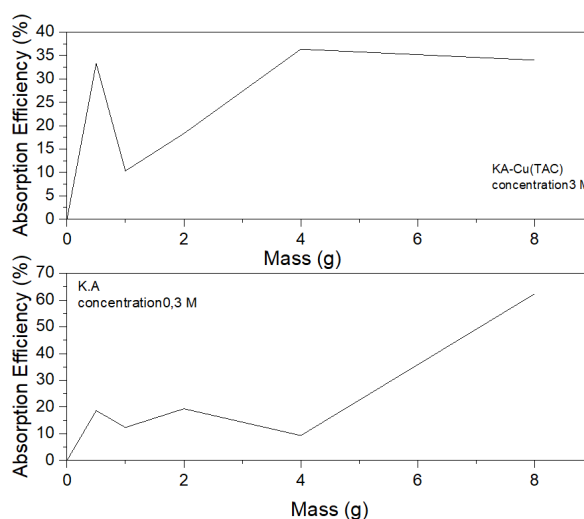 Absorption Efficiency (%)
40
35
30
25
20
15
10
5
0
KA-Cu(TAC)
concentration3 M
0 2 4 6 8
Mass (g)
Absorption Efficiency (%)
70
60
50
40
30
20
10
0
K.A
concentration0,3 M
0 2 4 6 8
Mass (g)